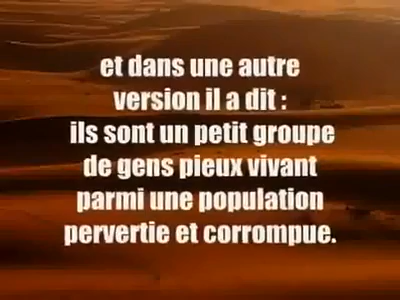 et dans une autre
version il a dit :
ils sont un petit groupe
de gens pieux vivant
parmi une population
pervertie et corrompue.